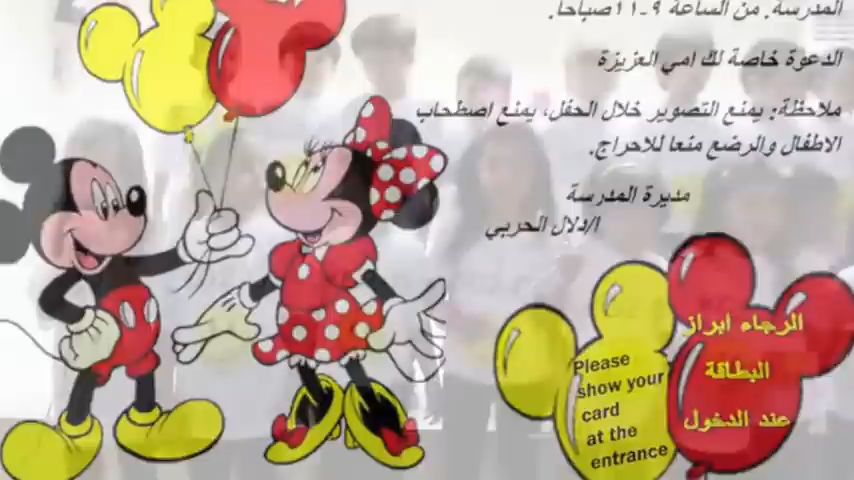 المدرسة. من الساعة ٩-١١ صباحا.
الدعوة خاصة لك امي العزيزة
ملاحظة: يمنع التصوير خلال الحفل، يمنع اصطحاب
الاطفال والرضع منعا للاحراج.
مديرة المدرسة
أ/دلال الحربي
Please
show your
card
at the
entrance
الرجاء ابراز
البطاقة
عند الدخول